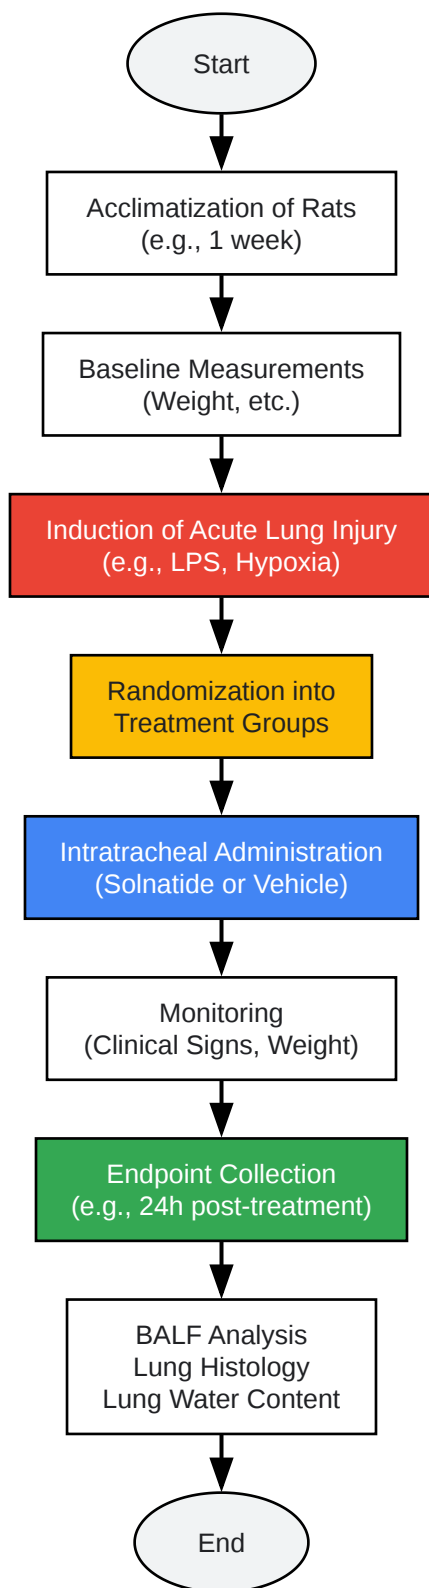 Start
Acclimatization of Rats
(e.g., 1 week)
Baseline Measurements
(Weight, etc.)
Induction of Acute Lung Injury
(e.g., LPS, Hypoxia)
Randomization into
Treatment Groups
Intratracheal Administration
(Solnatide or Vehicle)
Monitoring
(Clinical Signs, Weight)
Endpoint Collection
(e.g., 24h post-treatment)
BALF Analysis
Lung Histology
Lung Water Content
End